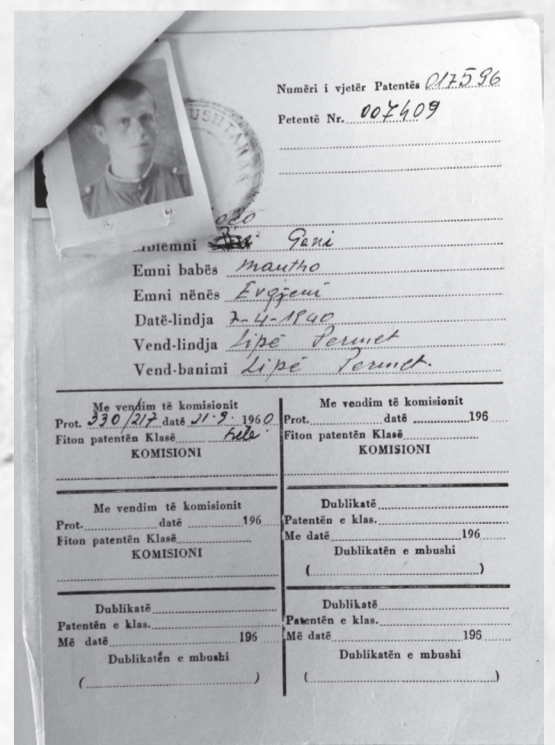 Numëri i vjetër Patentës 017596
Petentë Nr. 007409
USHTAR
Emni babës Mantho
Emni nënës Evgjeni
Datë-lindja 7-4-1940
Vend-lindja Lipë Permet
Vend-banimi Lipë Permet.
Me vendim të komisionit
Prot. 330/217 datë 21.9. 1960
Fiton patentën Klasë
KOMISIONI
Me vendim të komisionit
Prot. datë 196
Fiton patentën Klasë
KOMISIONI
Me vendim të komisionit
Prot. datë 196
Fiton patentën Klasë
KOMISIONI
Dublikatë
Patentën e klas.
Me datë 196
Dublikatën e mbushi
( )
Dublikatë
Patentën e klas.
Më datë 196
Dublikatën e mbushi
( )
Dublikatë
Patentën e klas.
Më datë 196
Dublikatën e mbushi
( )